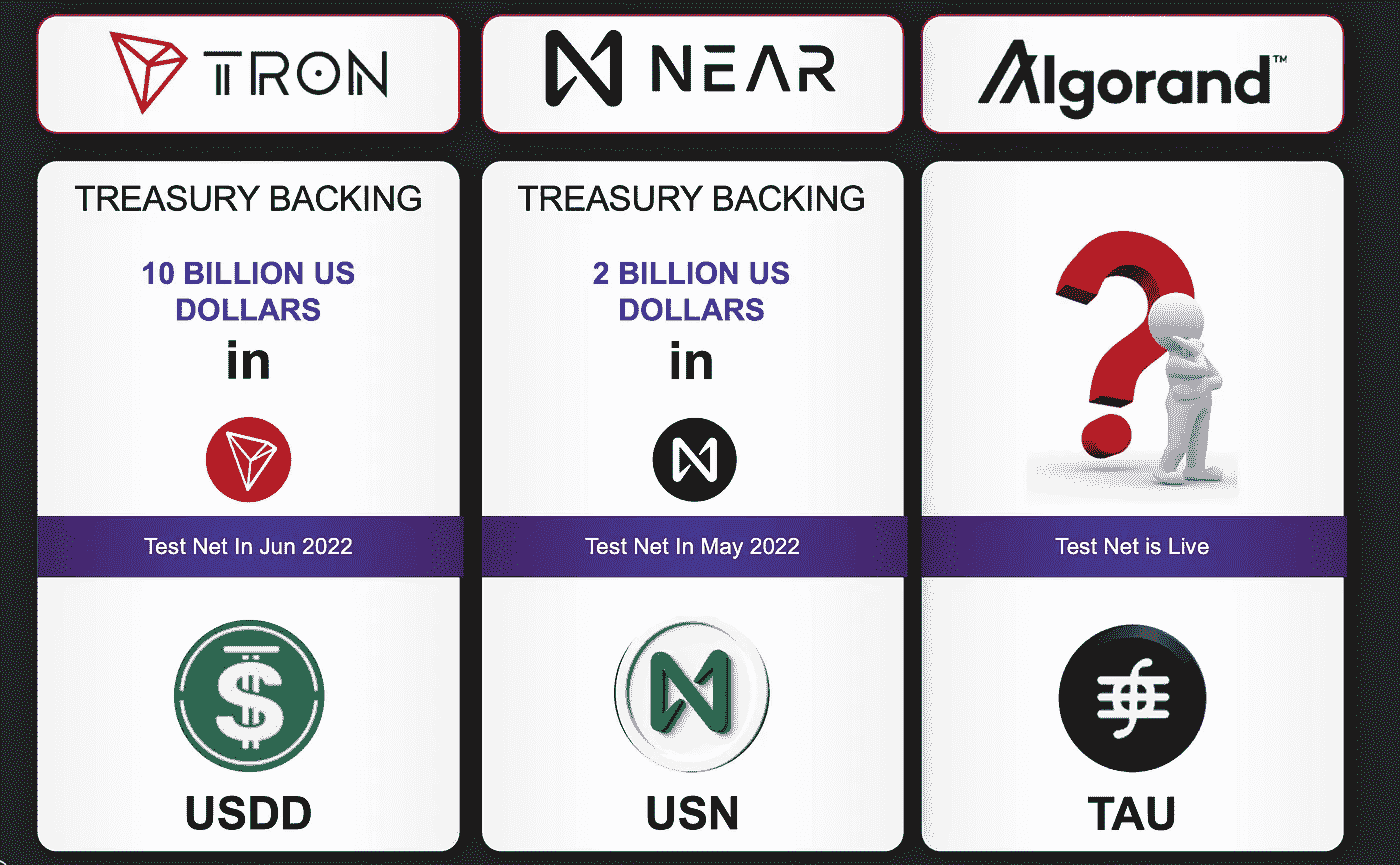 TRON
NEAR
Algorand™
TREASURY BACKING
10 BILLION US
DOLLARS
in
Test Net In Jun 2022
USDD
TREASURY BACKING
2 BILLION US
DOLLARS
in
Test Net In May 2022
USN
?
Test Net is Live
TAU